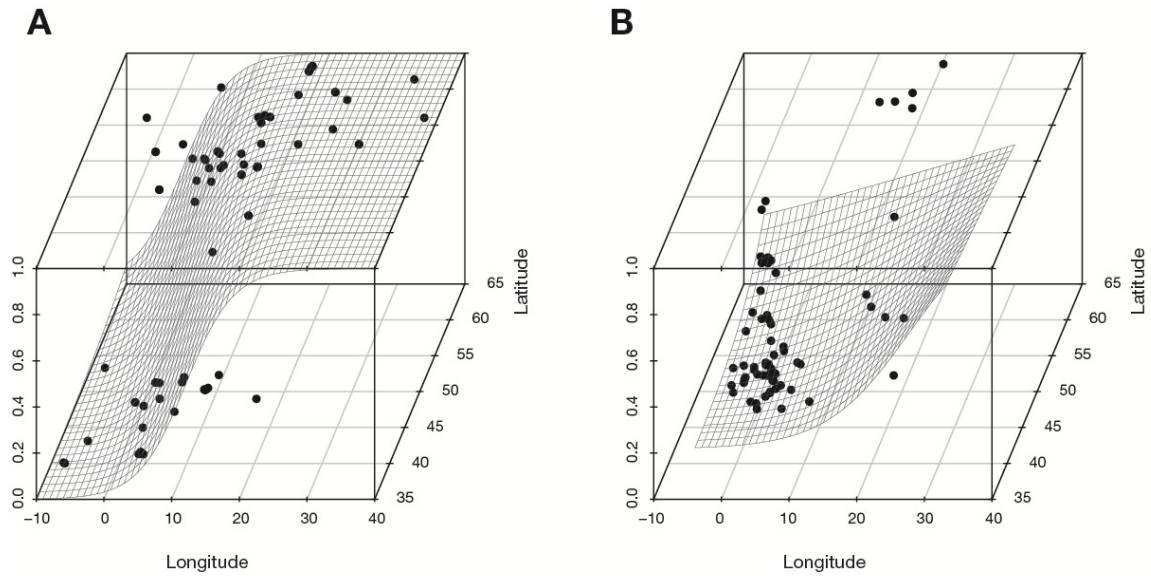 A B
1.0 65 1.0 65
0.8 60 0.8 60
0.6 55 0.6 55
Latitude Latitude
0.4 50 0.4 50
0.2 45 0.2 45
40 40
0.0 35 0.0 35
−10 0 10 20 30 40 −10 0 10 20 30 40
Longitude Longitude